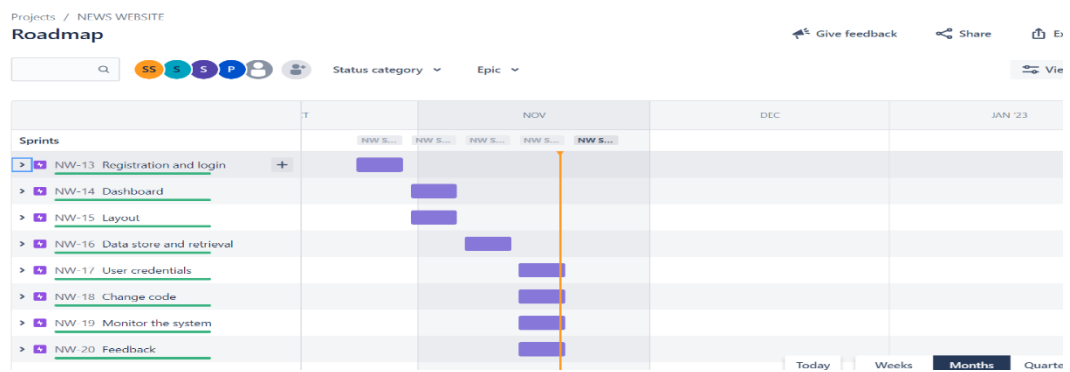 Projects / NEWS WEBSITE
Roadmap
Give feedback
Share
Ex
SS S S P
Status category
Epic
Vie
T NOV DEC JAN '23
Sprints
NW S... NW S... NW S... NW S... NW S...
NW-13 Registration and login
NW-14 Dashboard
NW-15 Layout
NW-16 Data store and retrieval
NW-17 User credentials
NW-18 Change code
NW-19 Monitor the system
NW-20 Feedback
Today Weeks Months Quarte